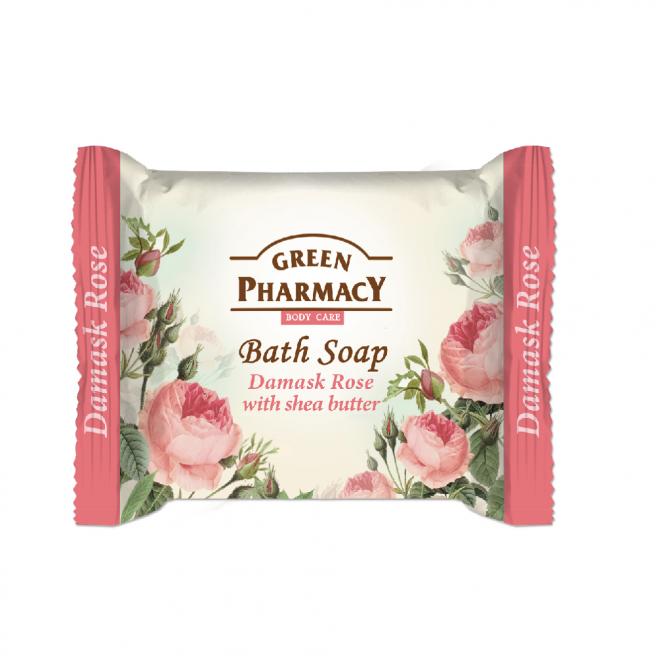 GREEN
PHARMACY
BODY CARE
Bath Soap
Damask Rose
with shea butter
Damask Rose
Damask Rose